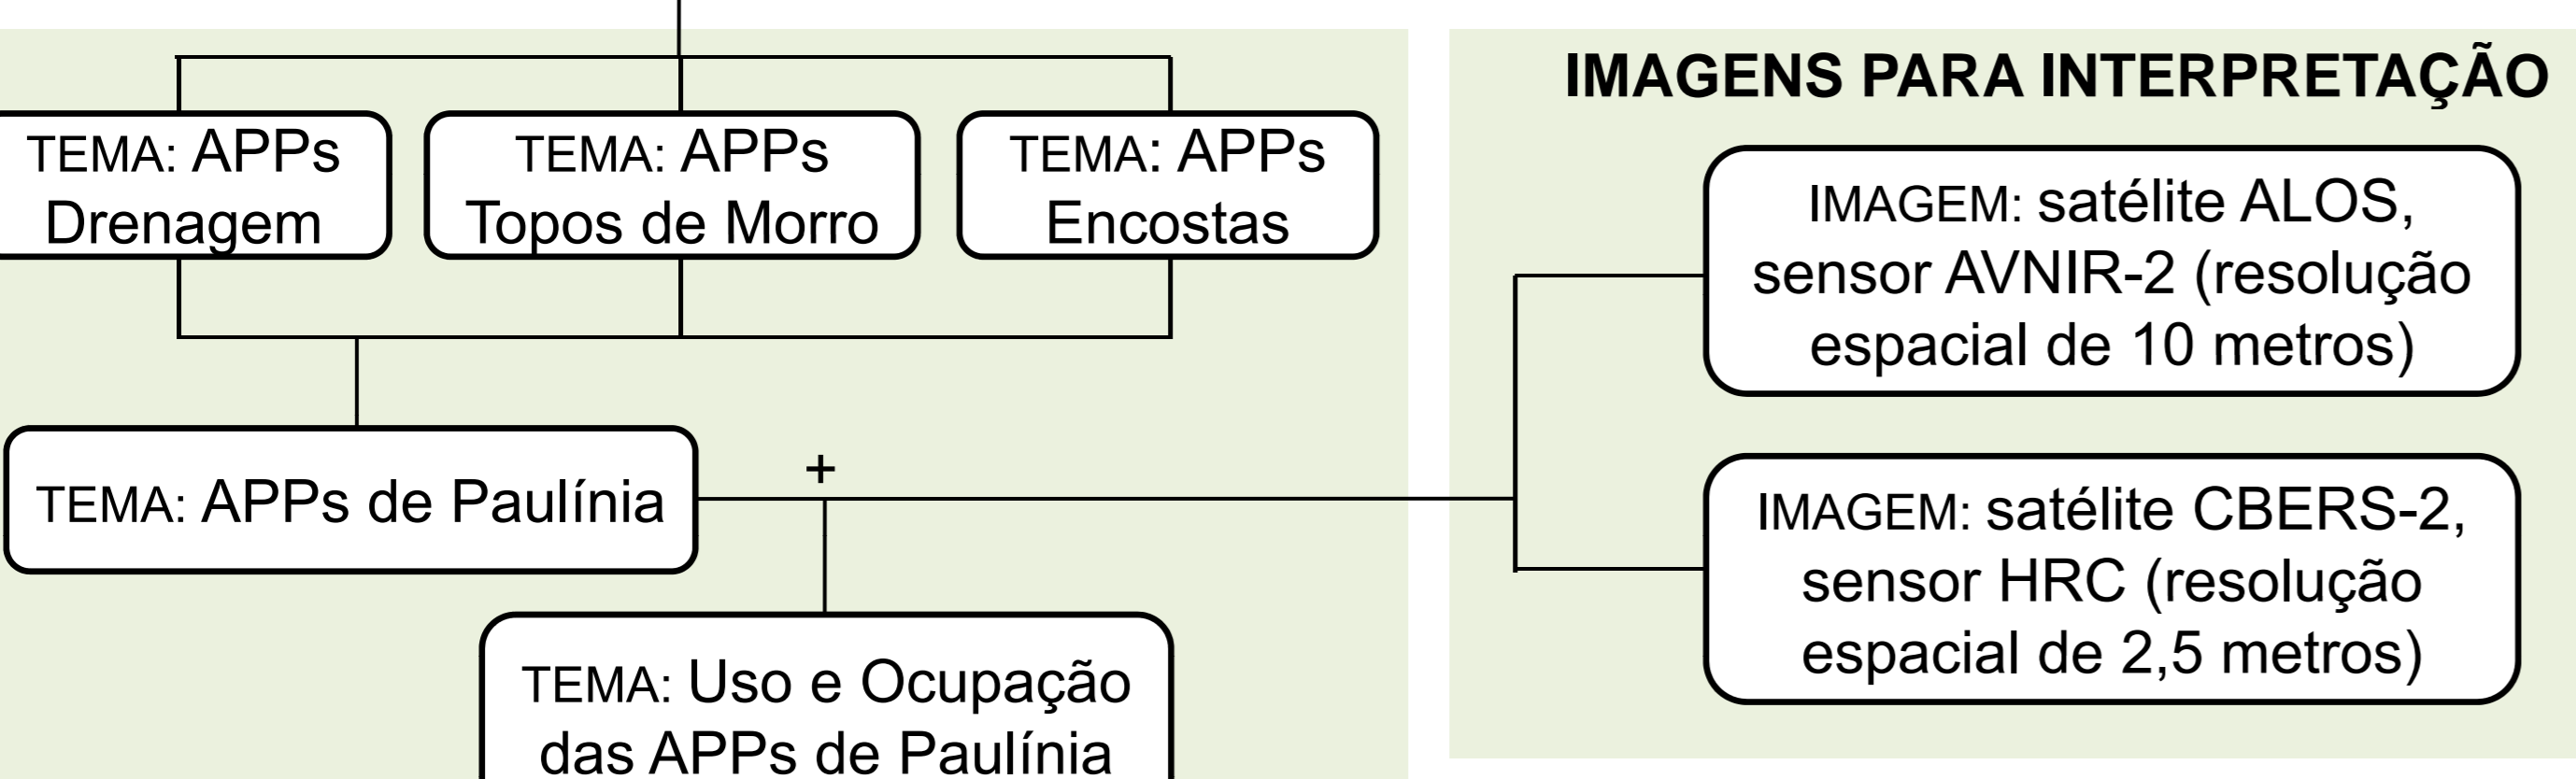 TEMA: APPs
Drenagem
TEMA: APPs
Topos de Morro
TEMA: APPs
Encostas
TEMA: APPs de Paulínia
+
TEMA: Uso e Ocupação
das APPs de Paulínia
IMAGENS PARA INTERPRETAÇÃO
IMAGEM: satélite ALOS,
sensor AVNIR-2 (resolução
espacial de 10 metros)
IMAGEM: satélite CBERS-2,
sensor HRC (resolução
espacial de 2,5 metros)